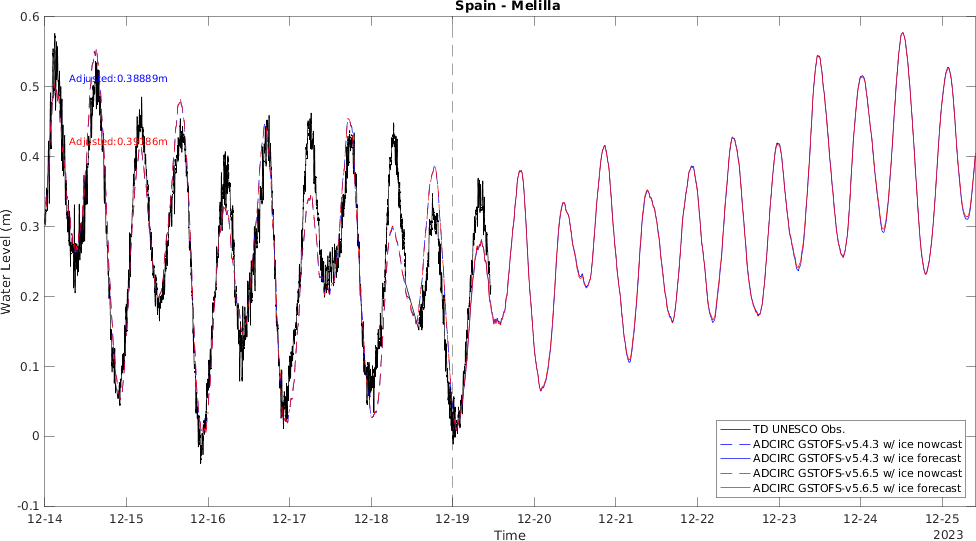 Spain - Melilla
0.6
0.5
0.4
0.3
0.2
0.1
0
-0.1
Water Level (m)
Adjusted:0.38889m
Adjusted:0.39186m
TD UNESCO Obs.
ADCIRC GSTOFS-v5.4.3 w/ ice nowcast
ADCIRC GSTOFS-v5.4.3 w/ ice forecast
ADCIRC GSTOFS-v5.6.5 w/ ice nowcast
ADCIRC GSTOFS-v5.6.5 w/ ice forecast
12-14 12-15 12-16 12-17 12-18 12-19 12-20 12-21 12-22 12-23 12-24 12-25
Time
2023